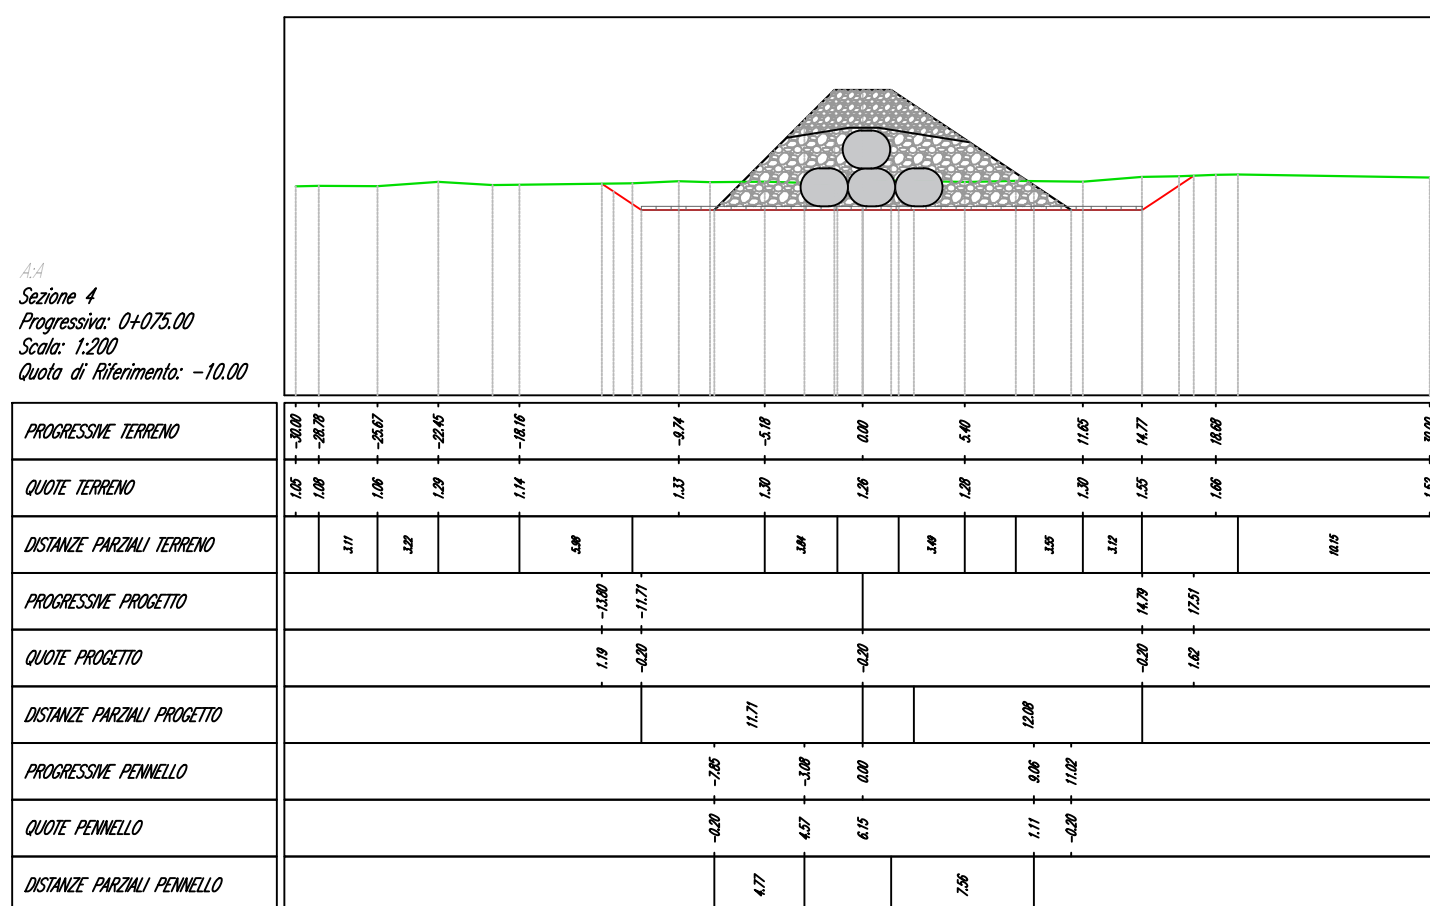 A:A
Sezione 4
Progressiva: 0+075.00
Scala: 1:200
Quota di Riferimento: -10.00
PROGRESSIVE TERRENO -30.00 -28.78 -25.67 -22.45 -18.16 -9.74 -5.18 0.00 5.40 11.65 14.77 18.68 30.00
QUOTE TERRENO 1.05 1.08 1.06 1.29 1.14 1.33 1.30 1.26 1.28 1.30 1.55 1.66
DISTANZE PARZIALI TERRENO 3.11 3.22 5.98 3.84 3.49 3.55 3.12 10.15
PROGRESSIVE PROGETTO -13.80 -11.71 14.79 17.51
QUOTE PROGETTO 1.19 -0.20 -0.20 -0.20 1.62
DISTANZE PARZIALI PROGETTO 11.71 12.08
PROGRESSIVE PENNELLO -7.85 -3.08 0.00 9.06 11.02
QUOTE PENNELLO -0.20 4.57 6.15 1.11 -0.20
DISTANZE PARZIALI PENNELLO 4.77 7.56